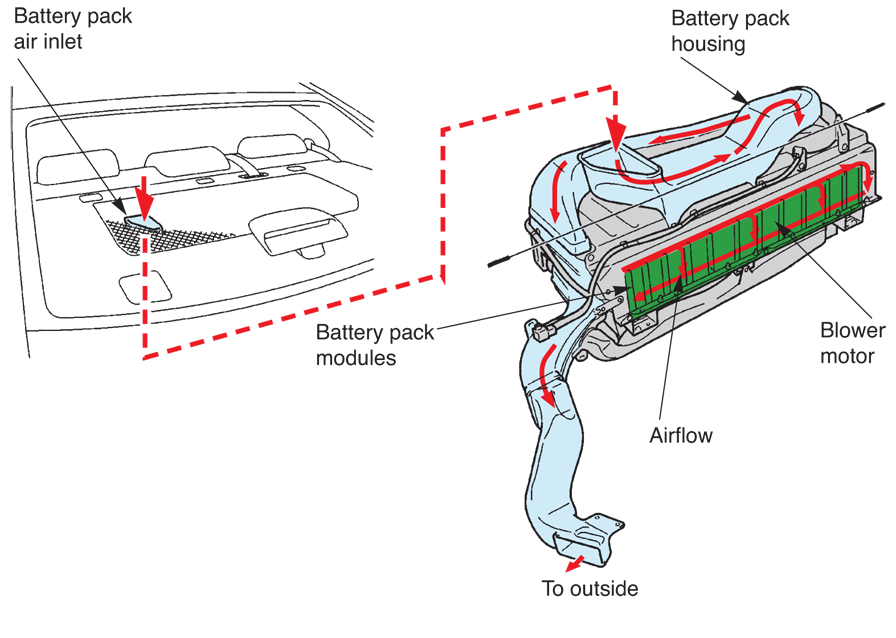 Battery pack
air inlet
Battery pack
housing
Battery pack
modules
Blower
motor
Airflow
To outside